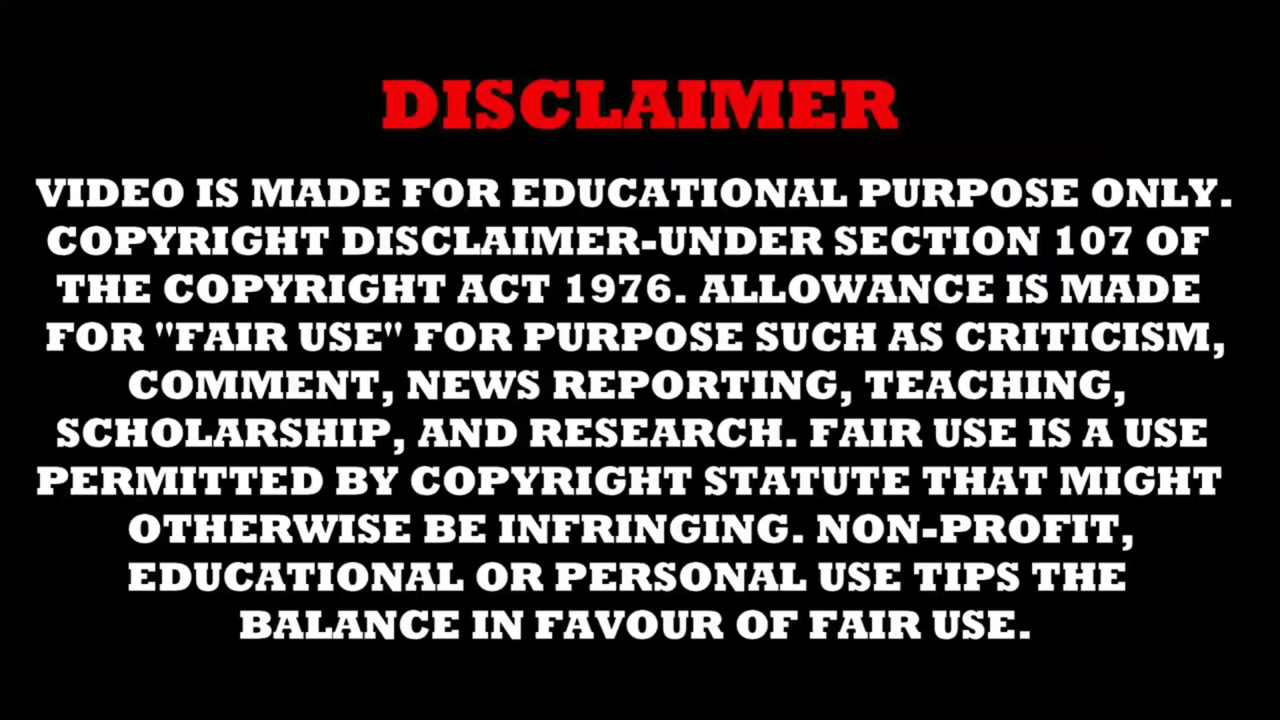 DISCLAIMER
VIDEO IS MADE FOR EDUCATIONAL PURPOSE ONLY.
COPYRIGHT DISCLAIMER-UNDER SECTION 107 OF
THE COPYRIGHT ACT 1976. ALLOWANCE IS MADE
FOR "FAIR USE" FOR PURPOSE SUCH AS CRITICISM,
COMMENT, NEWS REPORTING, TEACHING,
SCHOLARSHIP, AND RESEARCH. FAIR USE IS A USE
PERMITTED BY COPYRIGHT STATUTE THAT MIGHT
OTHERWISE BE INFRINGING. NON-PROFIT,
EDUCATIONAL OR PERSONAL USE TIPS THE
BALANCE IN FAVOUR OF FAIR USE.